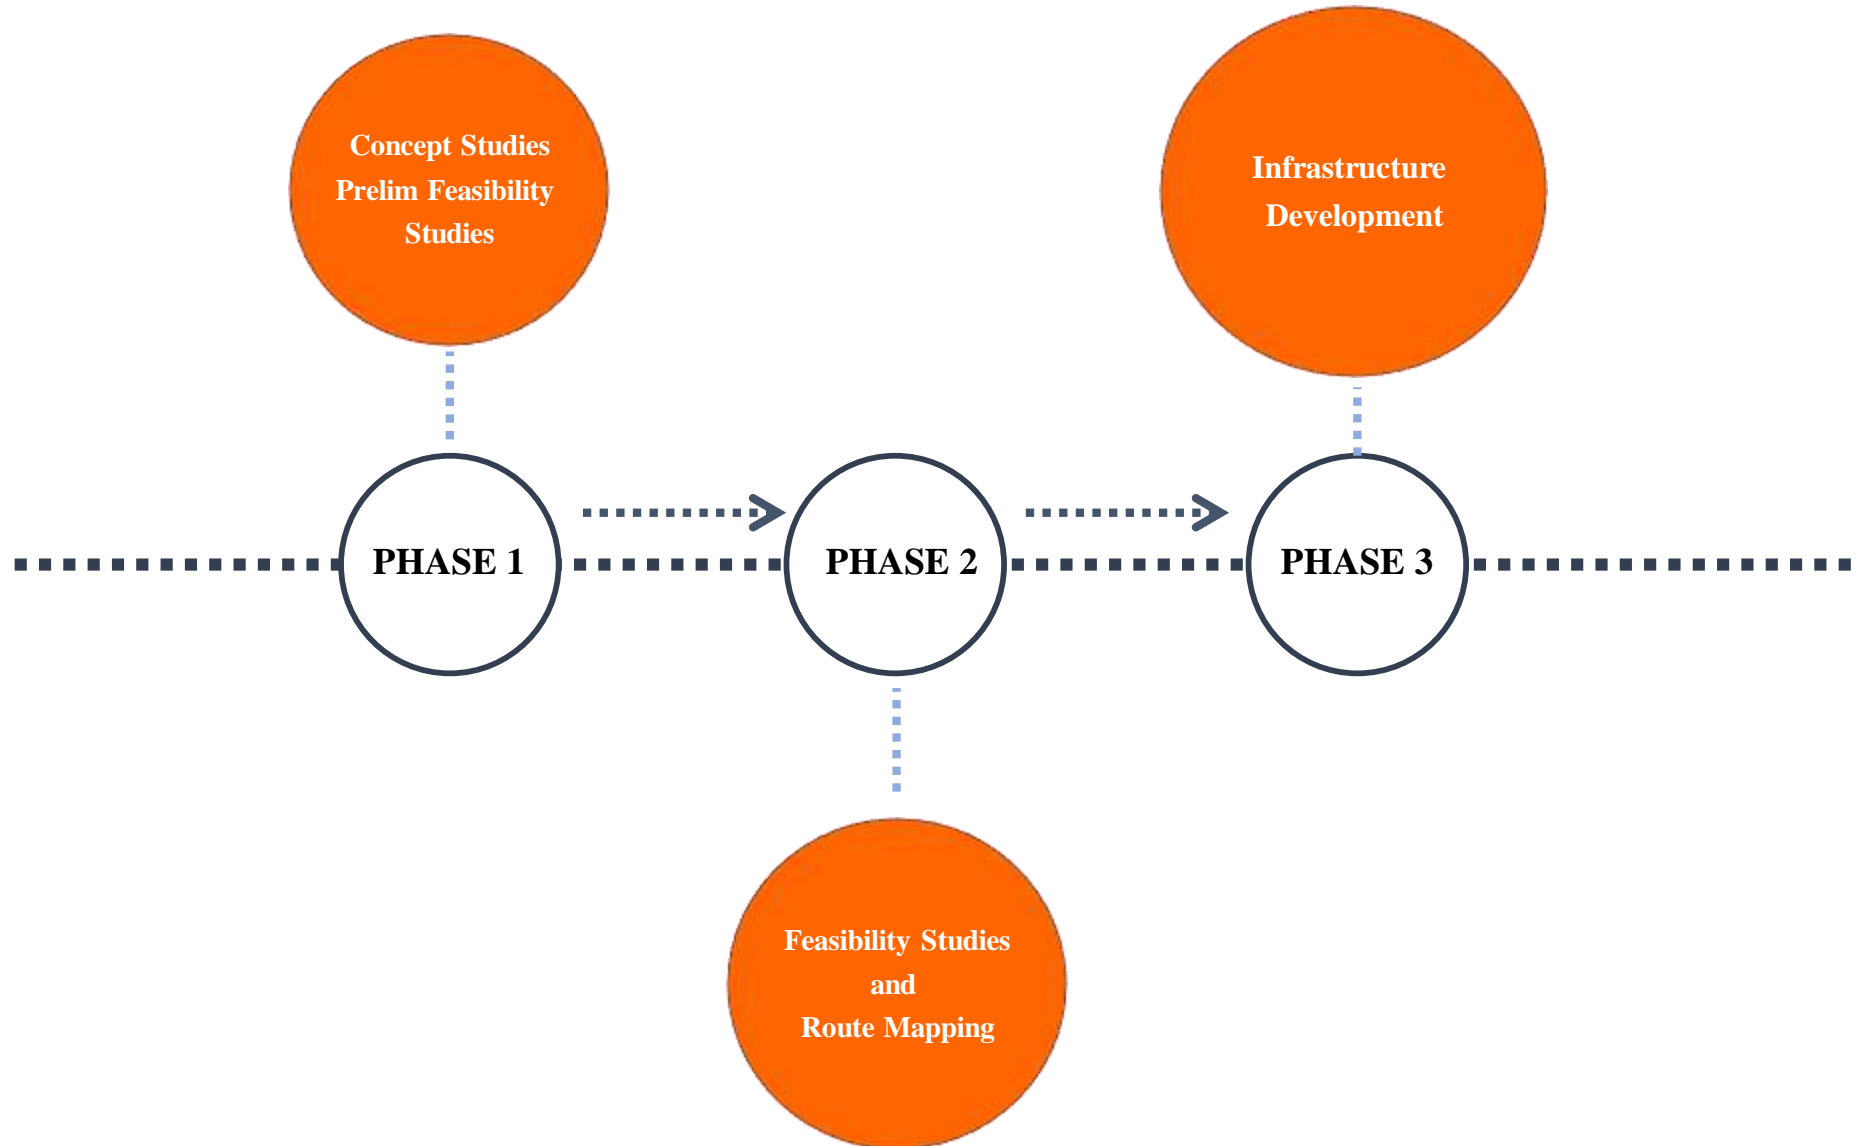 Concept Studies
Prelim Feasibility
Studies
Infrastructure
Development
PHASE 1
PHASE 2
PHASE 3
Feasibility Studies
and
Route Mapping